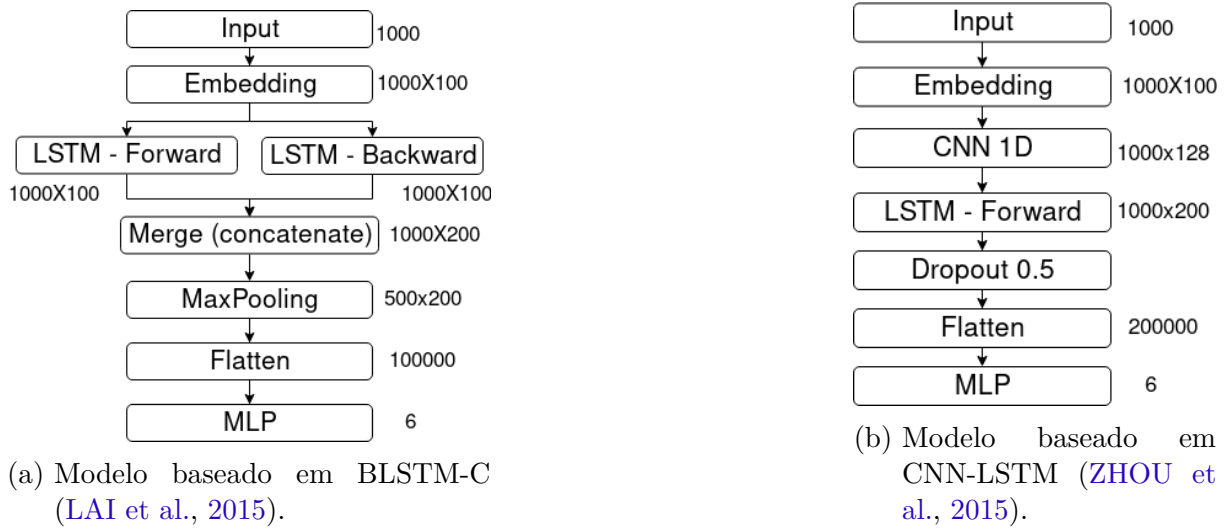 Input
1000
Embedding
1000X100
LSTM - Forward
LSTM - Backward
1000X100
1000X100
Merge (concatenate)
1000X200
MaxPooling
500x200
Flatten
100000
MLP
6
(a) Modelo baseado em BLSTM-C
(LAI et al., 2015).
Input
1000
Embedding
1000X100
CNN 1D
1000x128
LSTM - Forward
1000x200
Dropout 0.5
Flatten
200000
MLP
6
(b) Modelo baseado em
CNN-LSTM (ZHOU et
al., 2015).